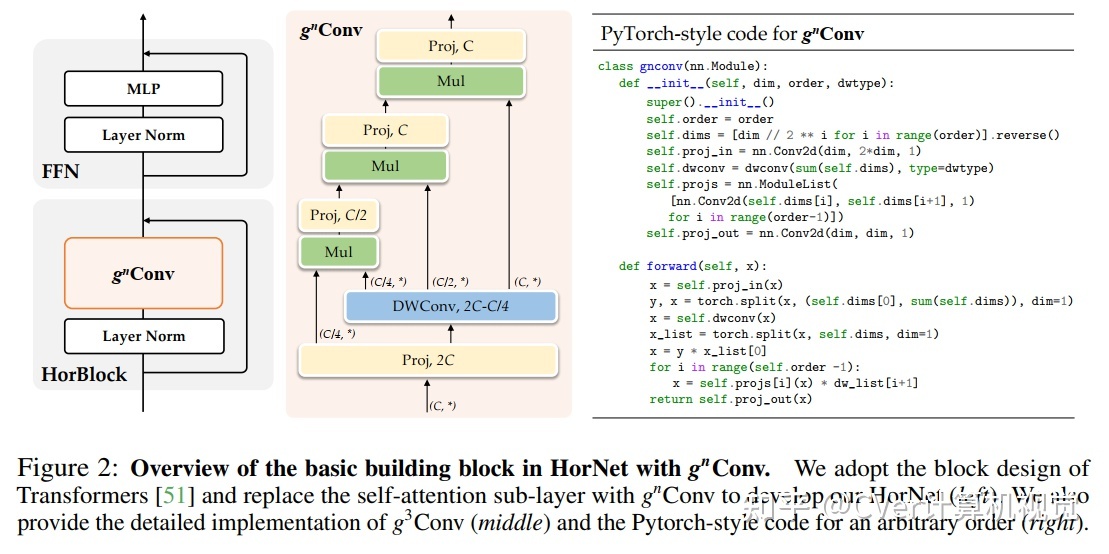 MLP
Layer Norm
FFN
gⁿConv
Layer Norm
HorBlock
gⁿConv
Proj, C
Mul
Proj, C
Mul
Proj, C/2
Mul
(C/4, *)
(C/2, *)
(C, *)
DWConv, 2C-C/4
(C/4, *)
Proj, 2C
(C, *)
PyTorch-style code for gⁿConv
class gnconv(nn.Module):
def __init__(self, dim, order, dwtype):
super().__init__()
self.order = order
self.dims = [dim // 2 ** i for i in range(order)].reverse()
self.proj_in = nn.Conv2d(dim, 2*dim, 1)
self.dwconv = dwconv(sum(self.dims), type=dwtype)
self.projs = nn.ModuleList(
[nn.Conv2d(self.dims[i], self.dims[i+1], 1)
for i in range(order-1)])
self.proj_out = nn.Conv2d(dim, dim, 1)
def forward(self, x):
x = self.proj_in(x)
y, x = torch.split(x, (self.dims[0], sum(self.dims)), dim=1)
x = self.dwconv(x)
x_list = torch.split(x, self.dims, dim=1)
x = y * x_list[0]
for i in range(self.order -1):
x = self.projs[i](x) * dw_list[i+1]
return self.proj_out(x)
Figure 2: Overview of the basic building block in HorNet with gⁿConv. We adopt the block design of
Transformers [51] and replace the self-attention sub-layer with gⁿConv to develop our HorNet (left). We also
provide the detailed implementation of g³Conv (middle) and the Pytorch-style code for an arbitrary order (right).
知乎 @CVer计算机视觉